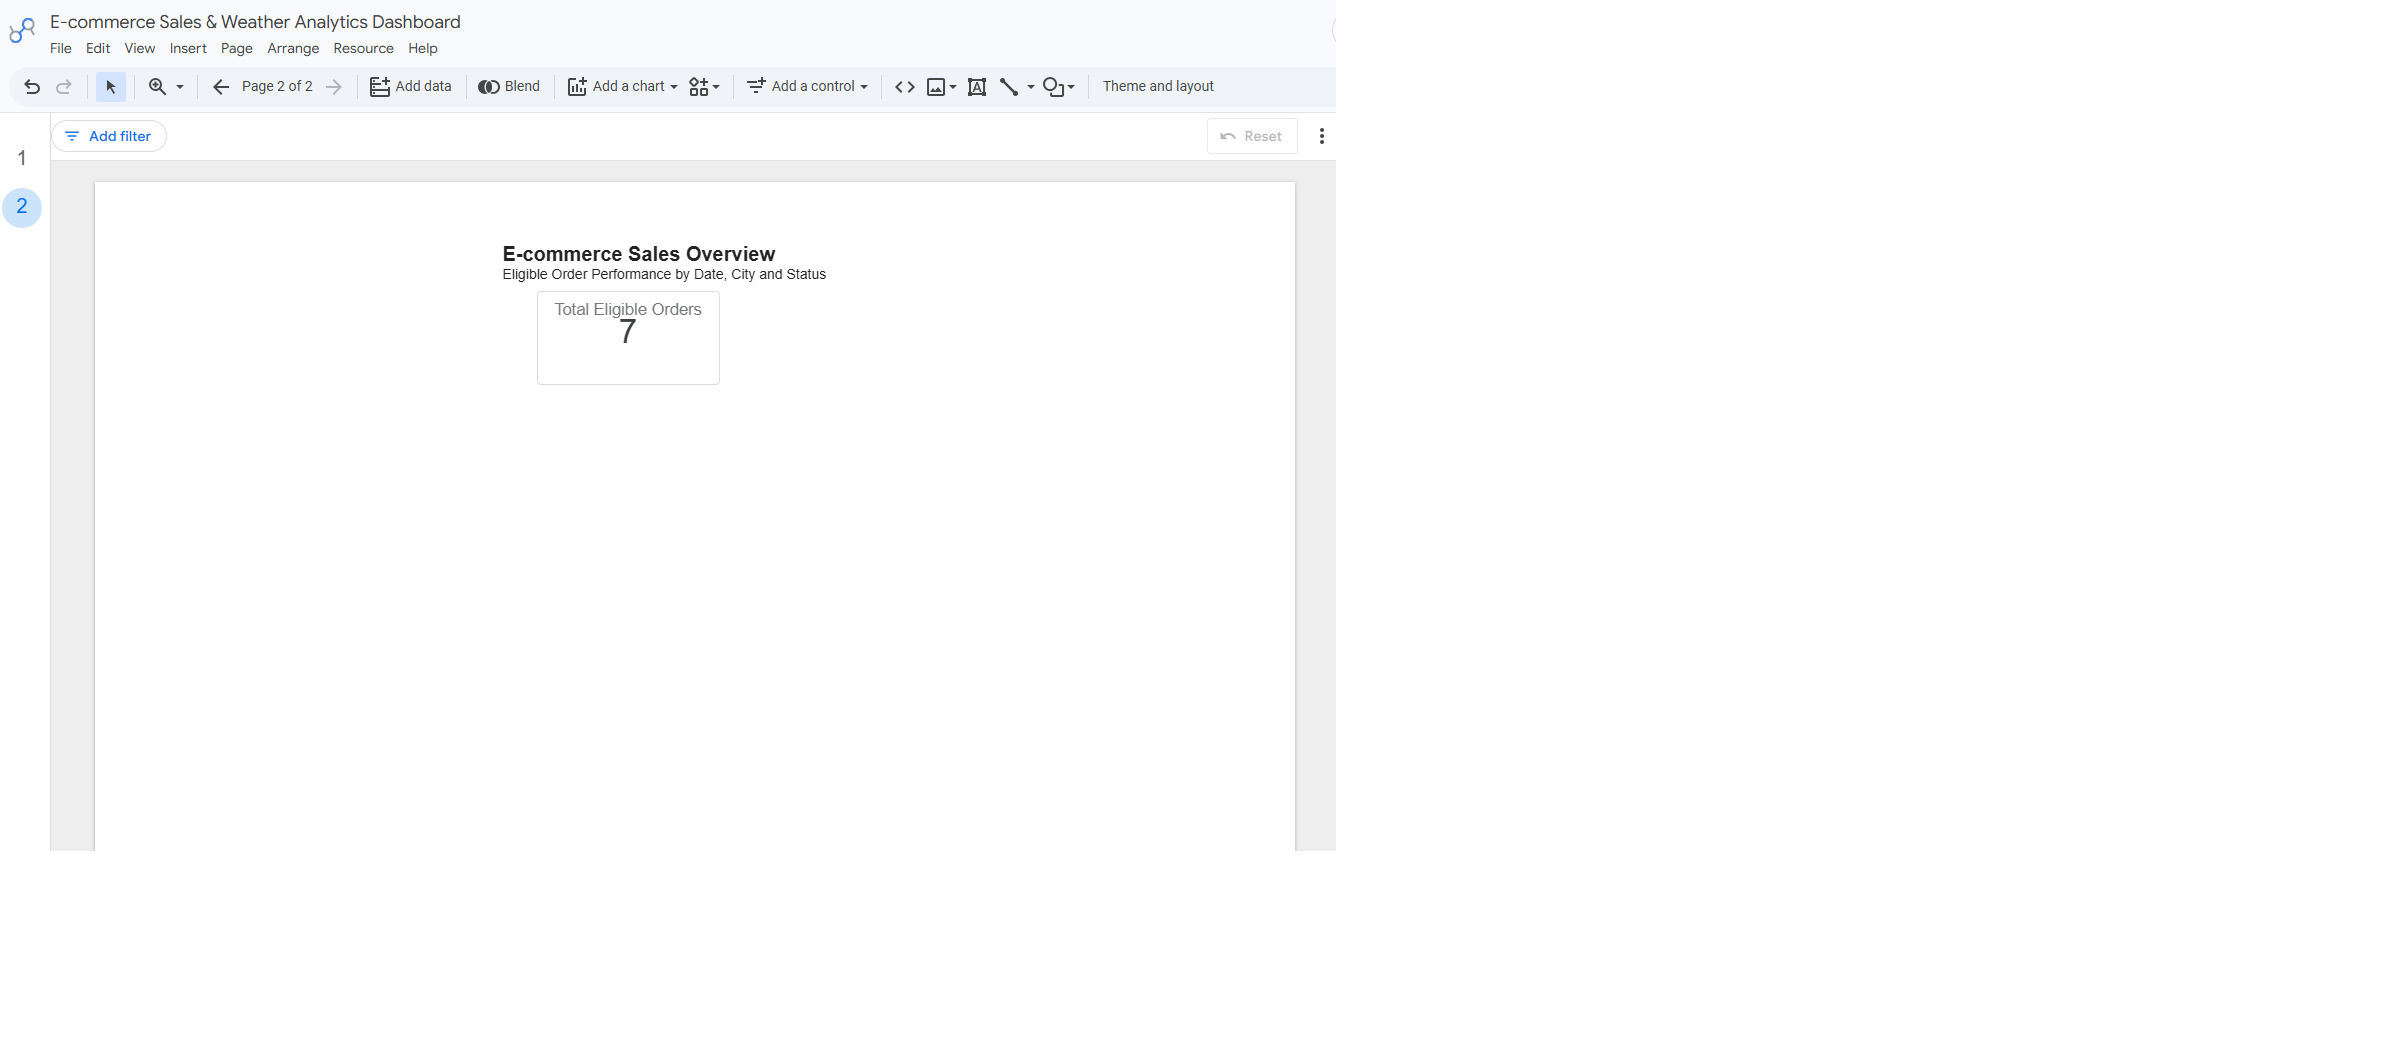 E-commerce Sales & Weather Analytics Dashboard
File Edit View Insert Page Arrange Resource Help
Page 2 of 2 Add data Blend Add a chart Add a control Theme and layout
Add filter Reset
1
2
E-commerce Sales Overview
Eligible Order Performance by Date, City and Status
Total Eligible Orders
7